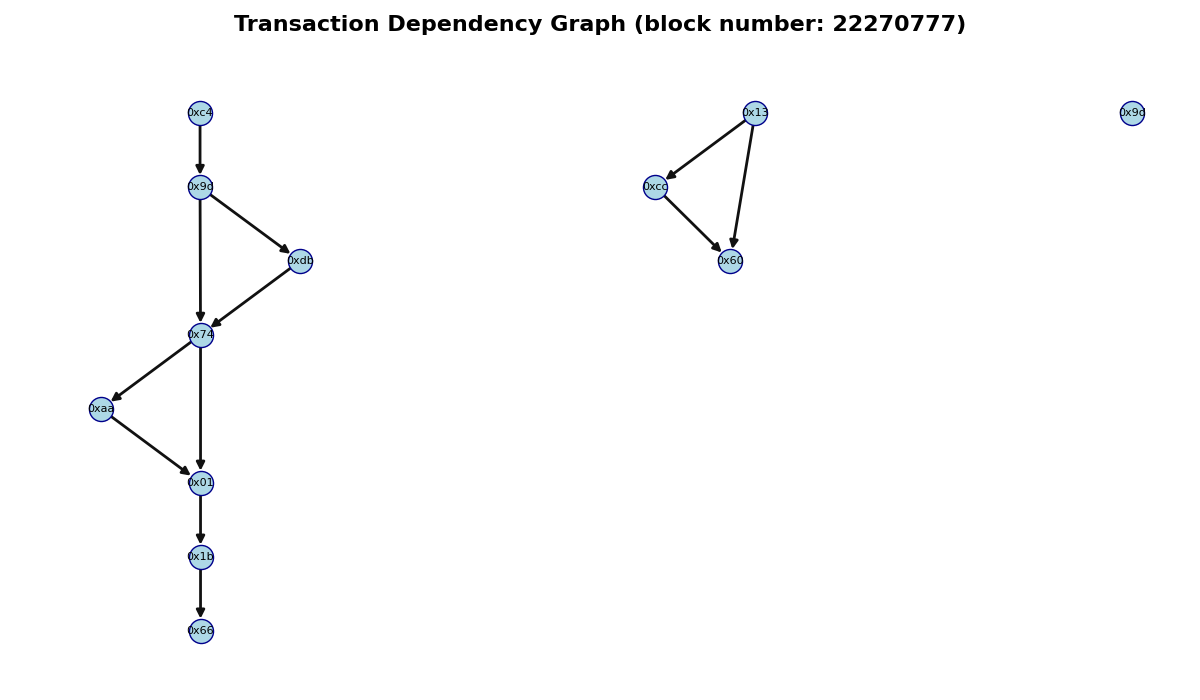 Transaction Dependency Graph (block number: 22270777)
0xc4
0x13
0x9d
0x9d
0xcc
0xdb
0x60
0x74
0xaa
0x01
0x1b
0x66